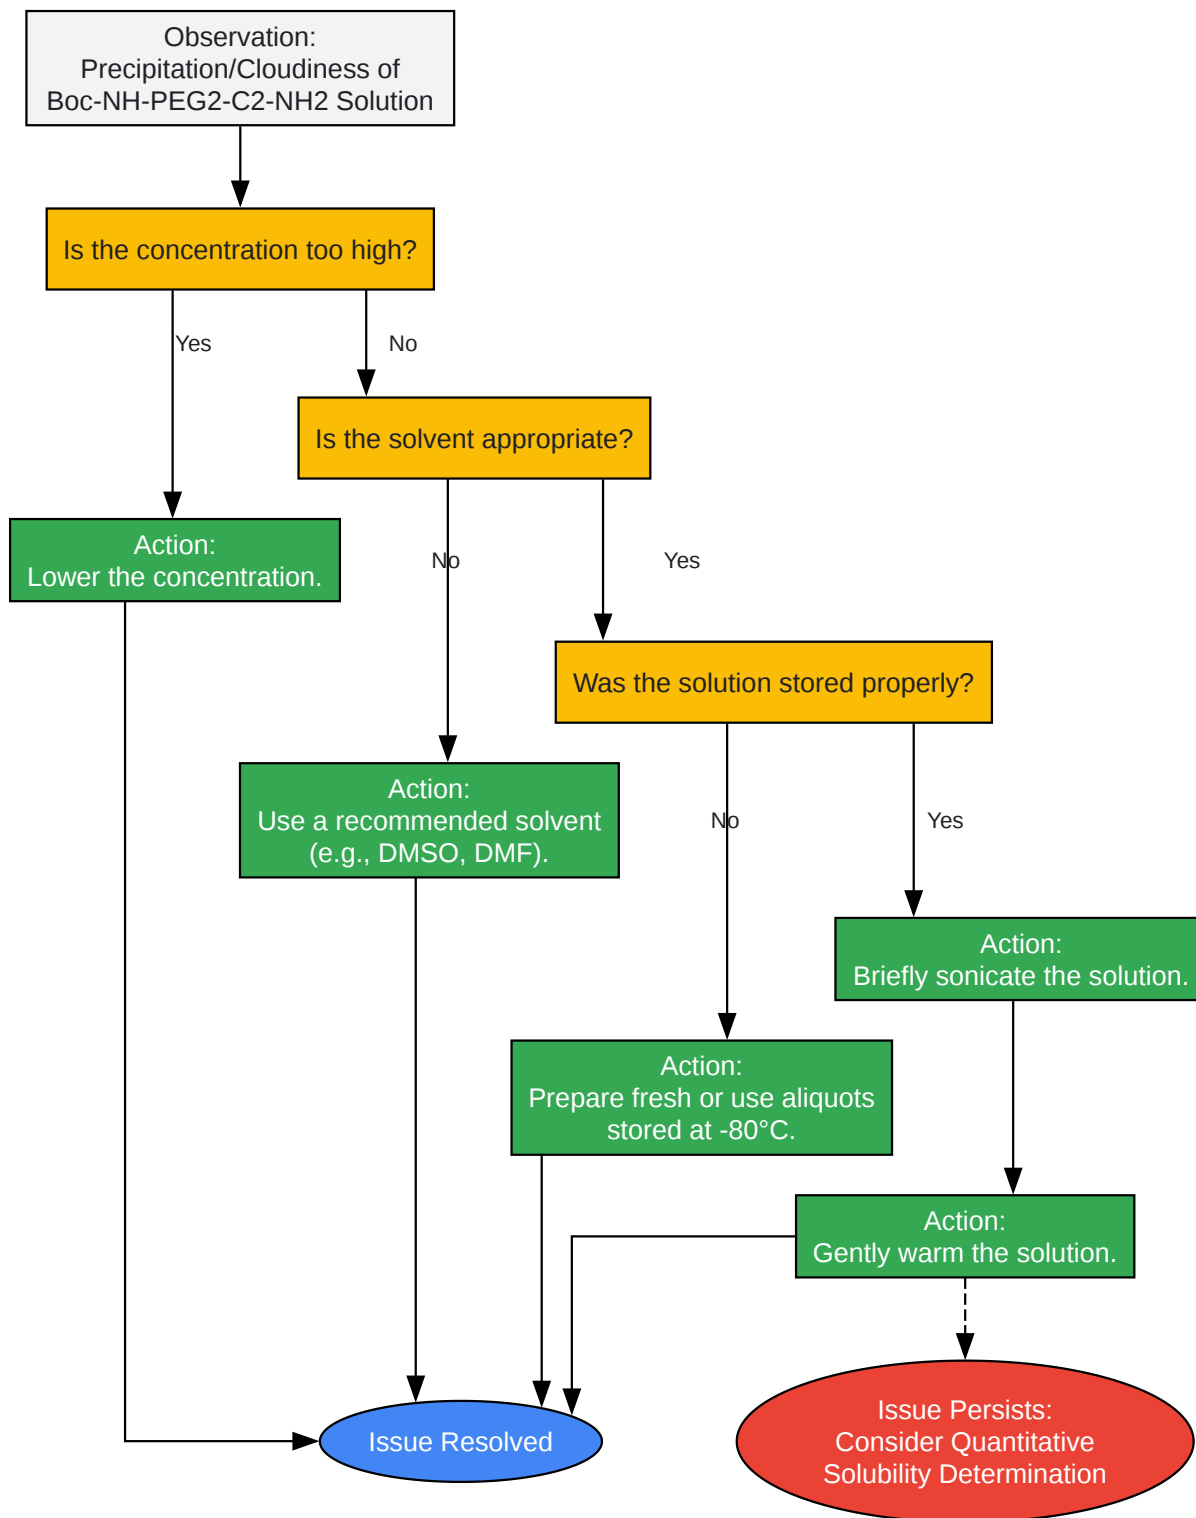 Observation:
Precipitation/Cloudiness of
Boc-NH-PEG2-C2-NH2 Solution
Is the concentration too high?
Yes
No
Is the solvent appropriate?
Action:
Lower the concentration.
No
Yes
Was the solution stored properly?
Action:
Use a recommended solvent
(e.g., DMSO, DMF).
No
Yes
Action:
Briefly sonicate the solution.
Action:
Prepare fresh or use aliquots
stored at -80°C.
Action:
Gently warm the solution.
Issue Resolved
Issue Persists:
Consider Quantitative
Solubility Determination